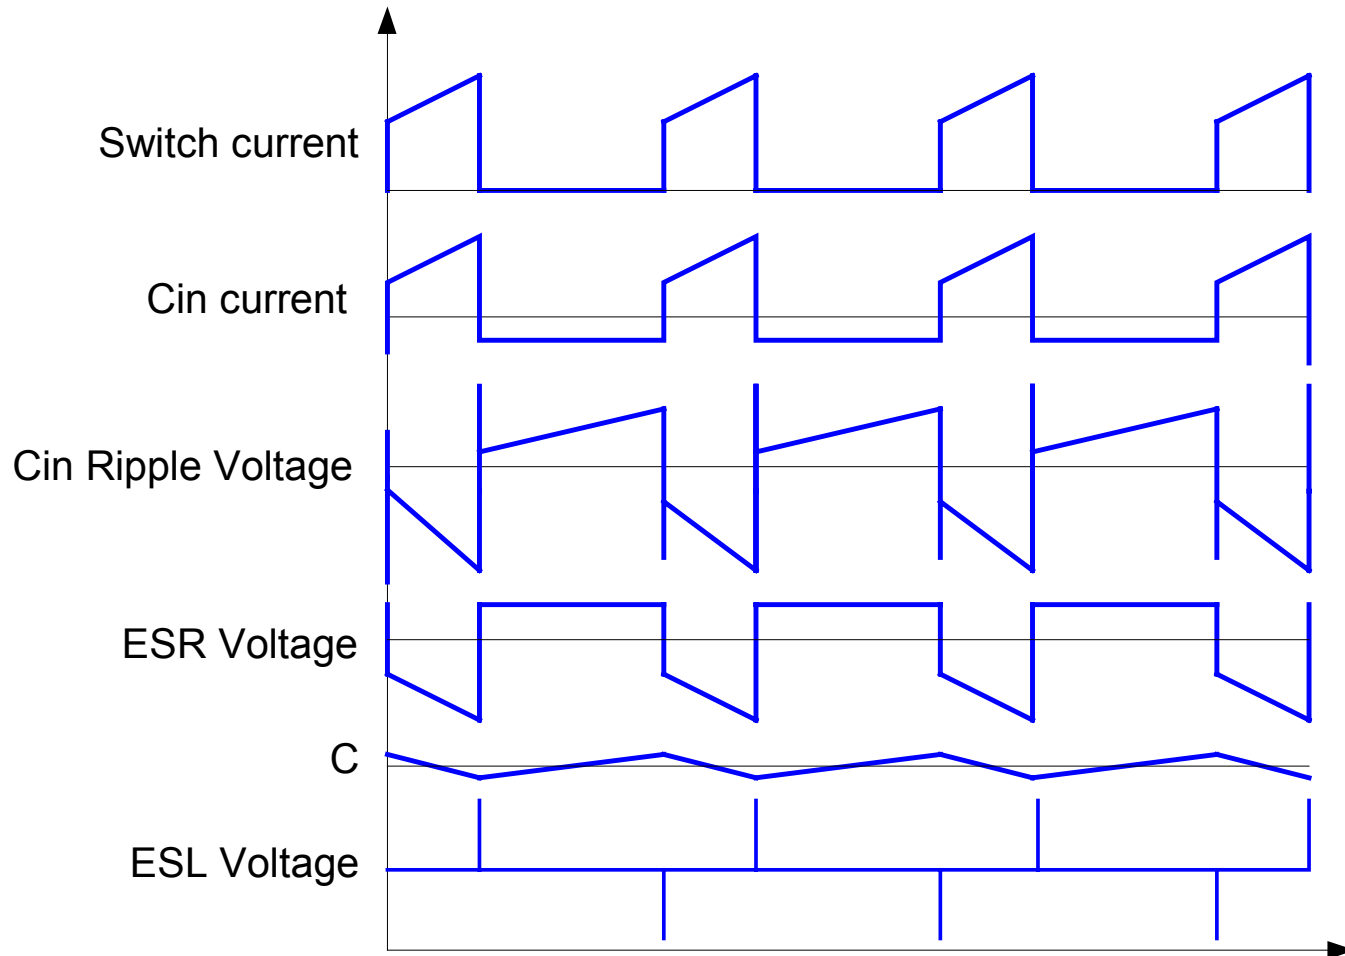 Switch current
Cin current
Cin Ripple Voltage
ESR Voltage
C
ESL Voltage